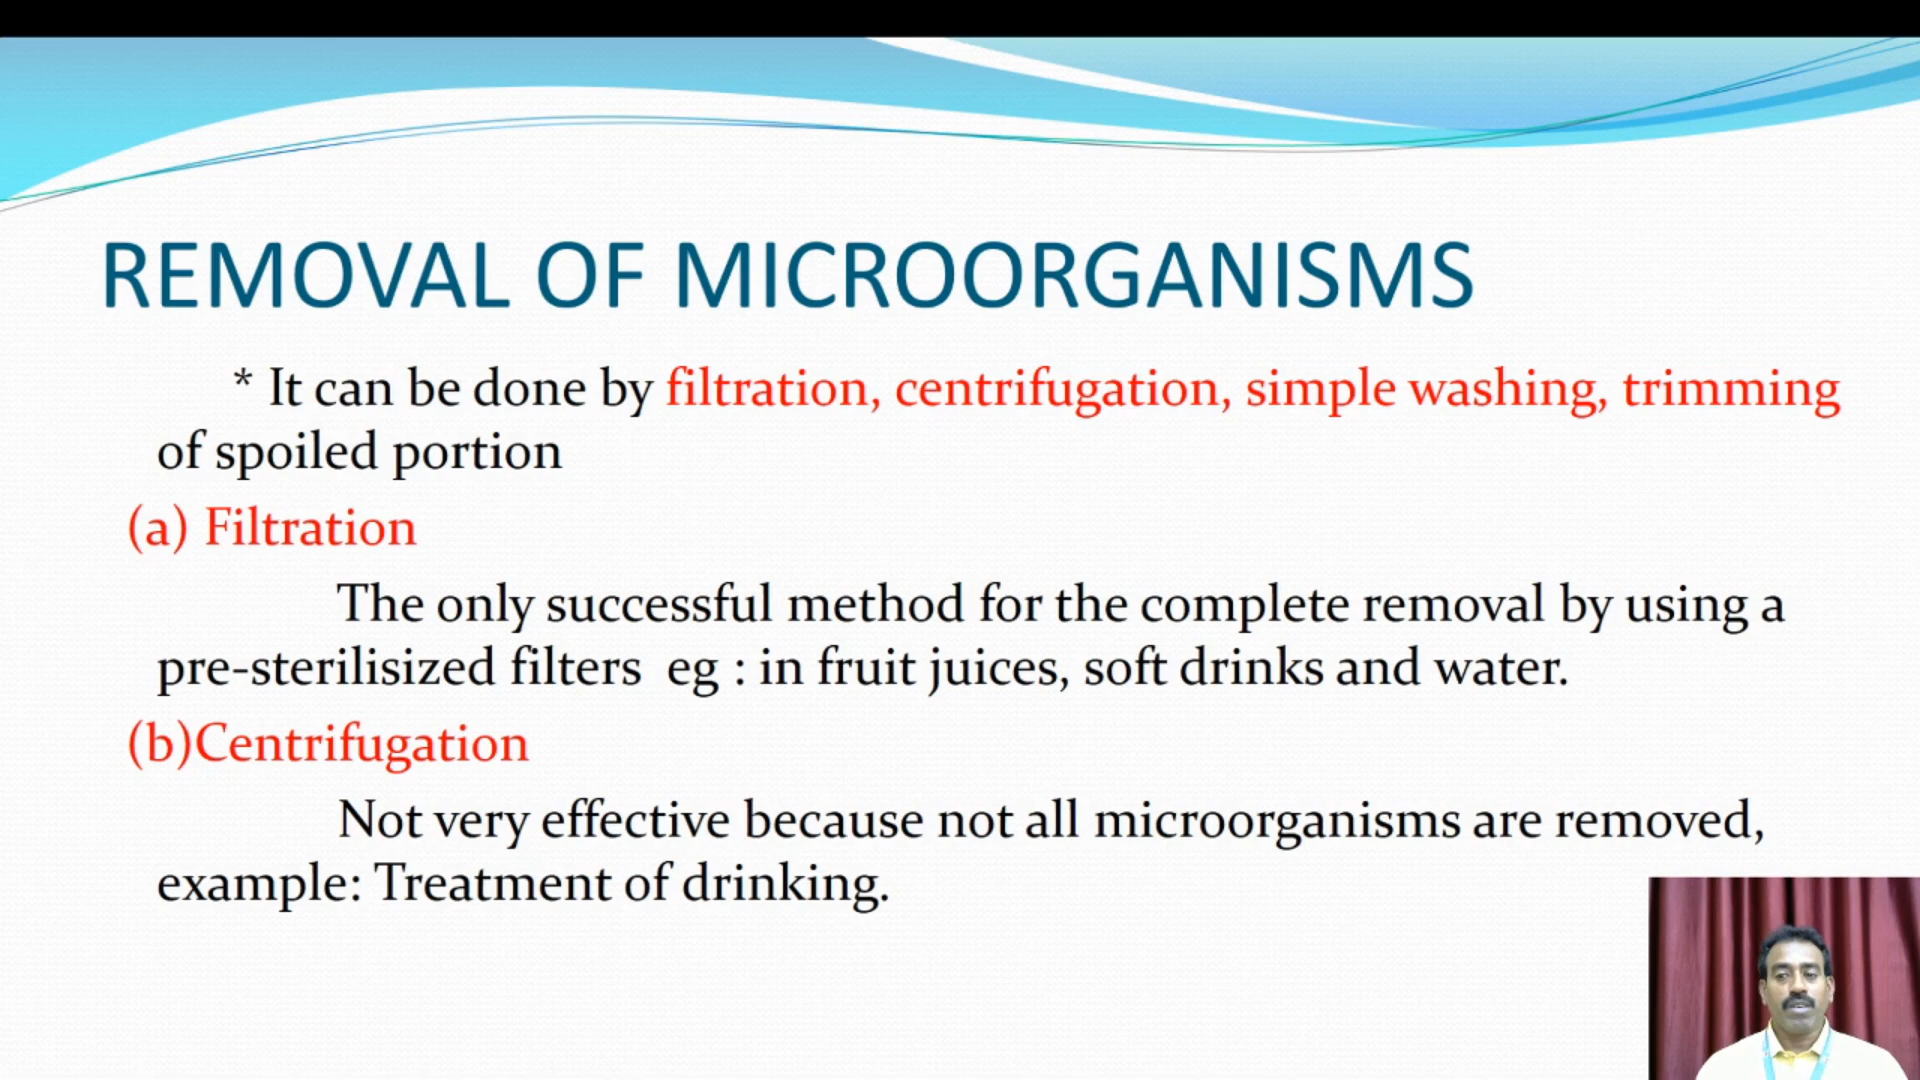 REMOVAL OF MICROORGANISMS
* It can be done by filtration, centrifugation, simple washing, trimming
of spoiled portion
(a) Filtration
The only successful method for the complete removal by using a
pre-sterilisized filters eg : in fruit juices, soft drinks and water.
(b)Centrifugation
Not very effective because not all microorganisms are removed,
example: Treatment of drinking.